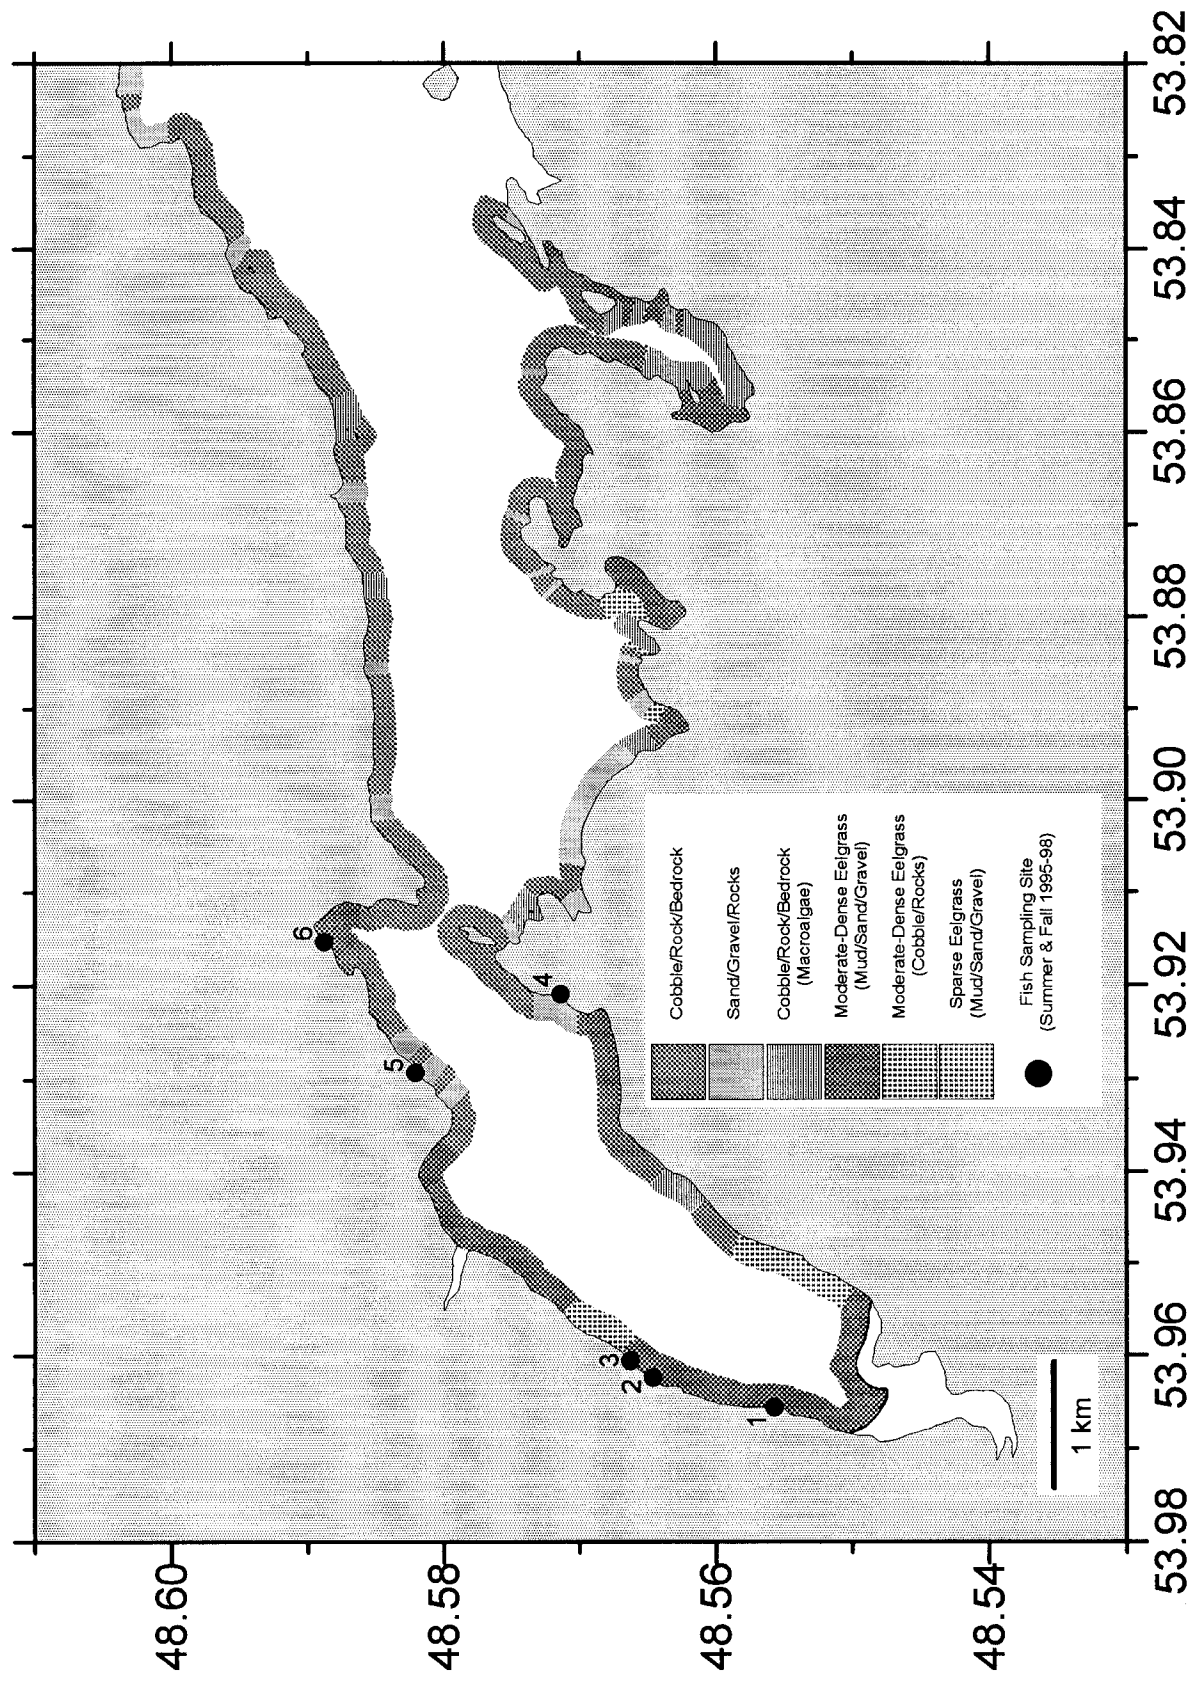 48.60
48.58
48.56
48.54
53.98
53.96
53.94
53.92
53.90
53.88
53.86
53.84
53.82
6
5
4
3
2
1
Cobble/Rock/Bedrock
Sand/Gravel/Rocks
Cobble/Rock/Bedrock
(Macroalgae)
Moderate-Dense Eelgrass
(Mud/Sand/Gravel)
Moderate-Dense Eelgrass
(Cobble/Rocks)
Sparse Eelgrass
(Mud/Sand/Gravel)
Fish Sampling Site
(Summer & Fall 1995-98)
1 km